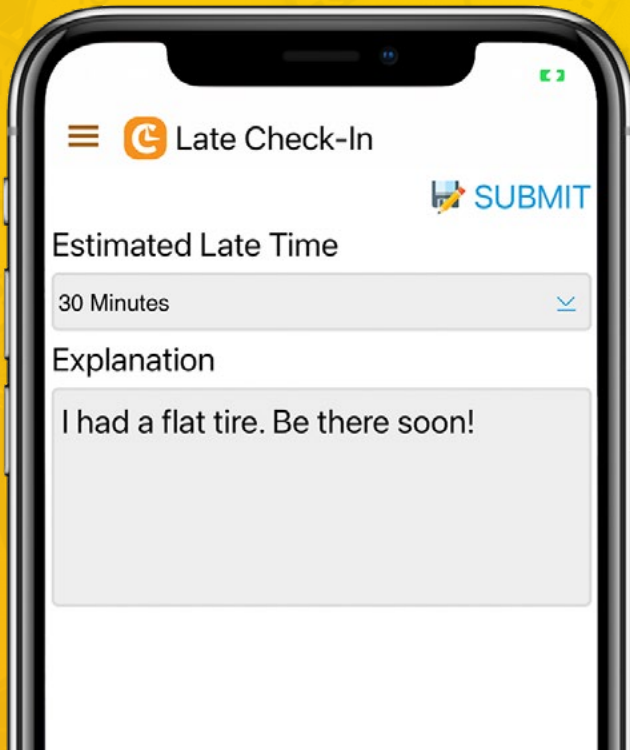 Late Check-In
SUBMIT
Estimated Late Time
30 Minutes
Explanation
I had a flat tire. Be there soon!